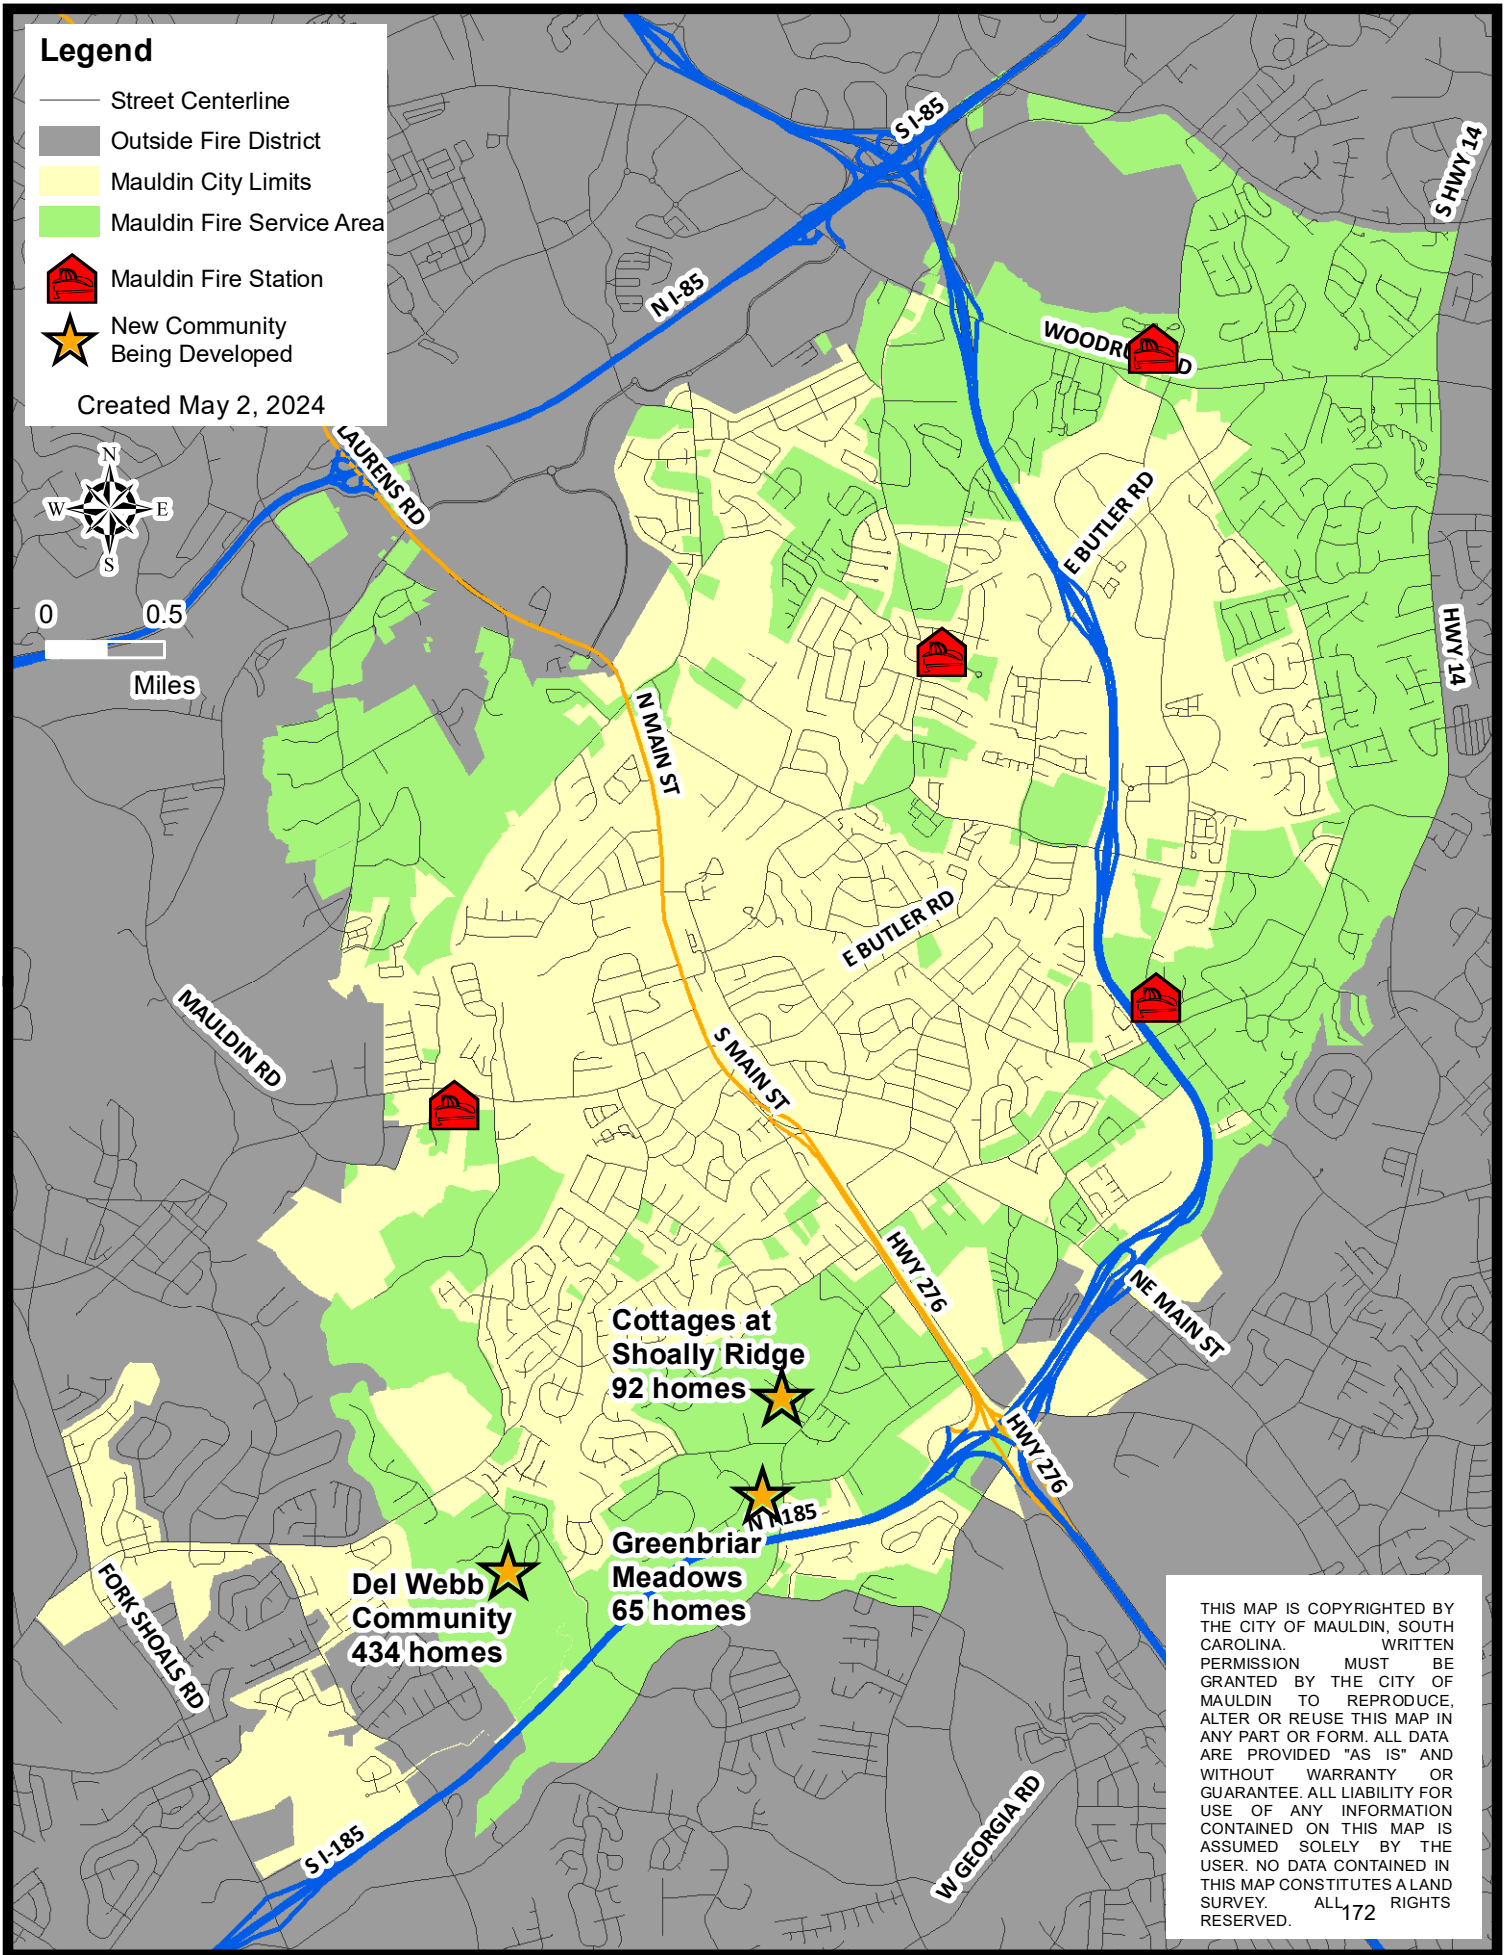 Legend
Street Centerline
Outside Fire District
Mauldin City Limits
Mauldin Fire Service Area
Mauldin Fire Station
New Community
Being Developed
Created May 2, 2024
N
W E
S
0 0.5
Miles
S I-85
N I-85
S HWY 14
LAURENS RD
E BUTLER RD
HWY 14
N MAIN ST
E BUTLER RD
MAULDIN RD
S MAIN ST
HWY 276
NE MAIN ST
Cottages at
Shoally Ridge
92 homes
HWY 276
Greenbriar
Meadows
65 homes
Del Webb
Community
434 homes
FORK SHOALS RD
S I-185
W GEORGIA RD
THIS MAP IS COPYRIGHTED BY
THE CITY OF MAULDIN, SOUTH
CAROLINA. WRITTEN
PERMISSION MUST BE
GRANTED BY THE CITY OF
MAULDIN TO REPRODUCE,
ALTER OR REUSE THIS MAP IN
ANY PART OR FORM. ALL DATA
ARE PROVIDED "AS IS" AND
WITHOUT WARRANTY OR
GUARANTEE. ALL LIABILITY FOR
USE OF ANY INFORMATION
CONTAINED ON THIS MAP IS
ASSUMED SOLELY BY THE
USER. NO DATA CONTAINED IN
THIS MAP CONSTITUTES A LAND
SURVEY. ALL RIGHTS
RESERVED.
172